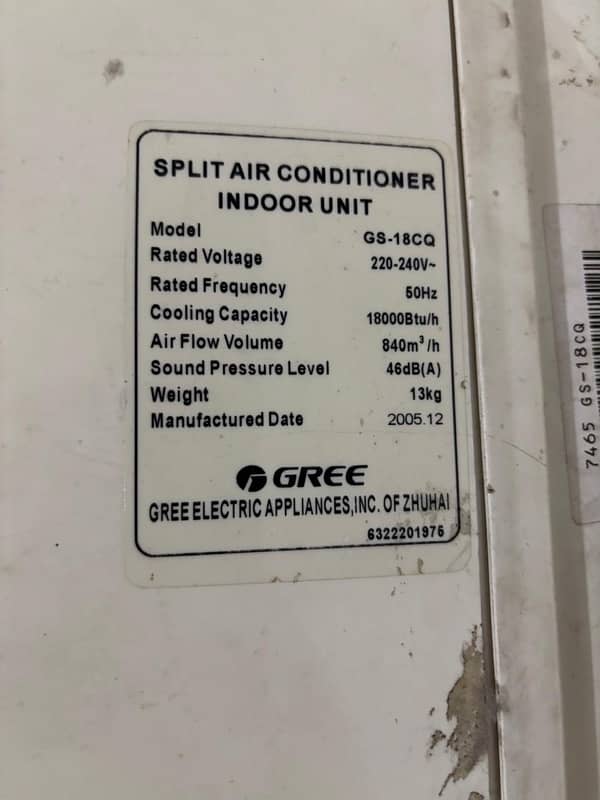 SPLIT AIR CONDITIONER
INDOOR UNIT
Model GS-18CQ
Rated Voltage 220-240V~
Rated Frequency 50Hz
Cooling Capacity 18000Btu/h
Air Flow Volume 840m³/h
Sound Pressure Level 46dB(A)
Weight 13kg
Manufactured Date 2005.12
GREE
GREE ELECTRIC APPLIANCES,INC. OF ZHUHAI
6322201975
7465 GS-18CQ